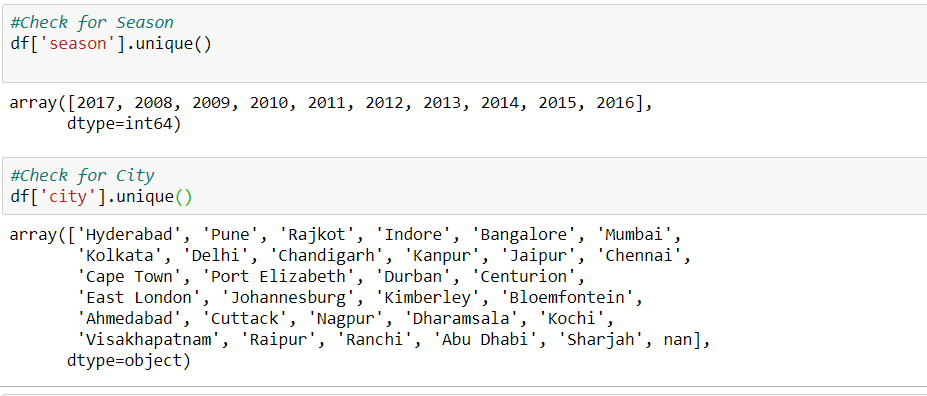 #Check for Season
df['season'].unique()
array([2017, 2008, 2009, 2010, 2011, 2012, 2013, 2014, 2015, 2016],
      dtype=int64)
#Check for City
df['city'].unique()
array(['Hyderabad', 'Pune', 'Rajkot', 'Indore', 'Bangalore', 'Mumbai',
       'Kolkata', 'Delhi', 'Chandigarh', 'Kanpur', 'Jaipur', 'Chennai',
       'Cape Town', 'Port Elizabeth', 'Durban', 'Centurion',
       'East London', 'Johannesburg', 'Kimberley', 'Bloemfontein',
       'Ahmedabad', 'Cuttack', 'Nagpur', 'Dharamsala', 'Kochi',
       'Visakhapatnam', 'Raipur', 'Ranchi', 'Abu Dhabi', 'Sharjah', nan],
      dtype=object)